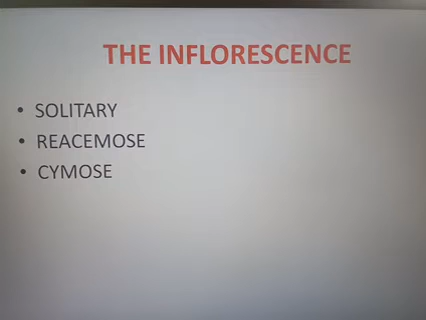 THE INFLORESCENCE
• SOLITARY
• REACEMOSE
• CYMOSE